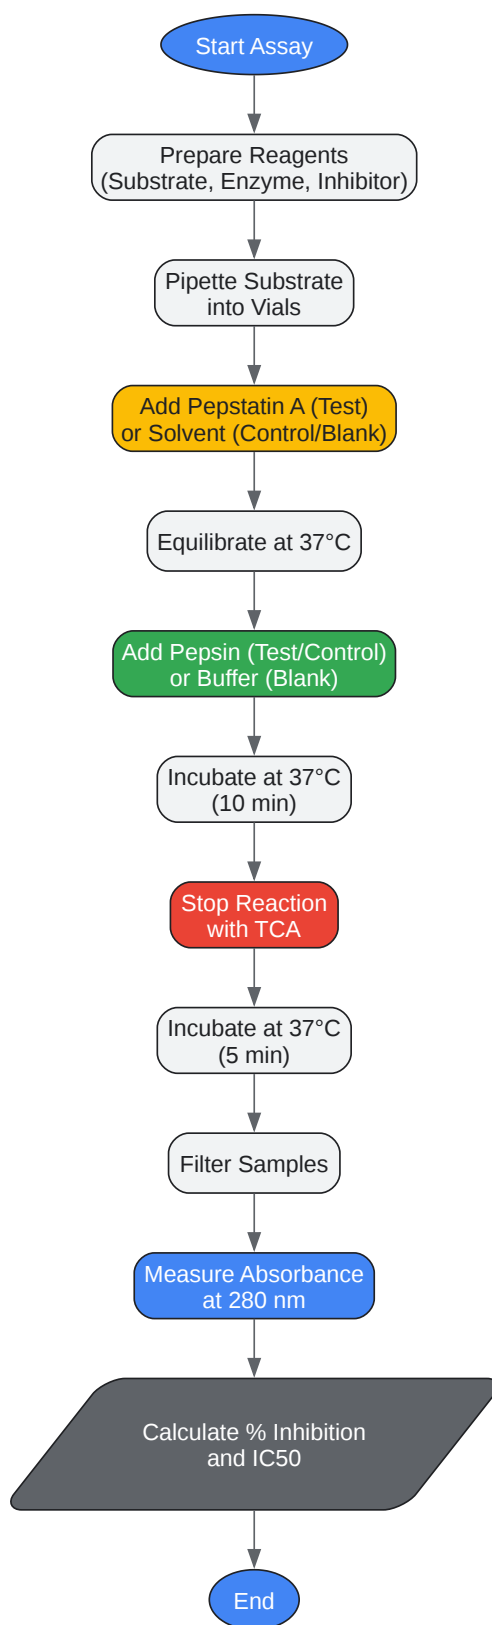 Start Assay
Prepare Reagents
(Substrate, Enzyme, Inhibitor)
Pipette Substrate
into Vials
Add Pepstatin A (Test)
or Solvent (Control/Blank)
Equilibrate at 37°C
Add Pepsin (Test/Control)
or Buffer (Blank)
Incubate at 37°C
(10 min)
Stop Reaction
with TCA
Incubate at 37°C
(5 min)
Filter Samples
Measure Absorbance
at 280 nm
Calculate % Inhibition
and IC50
End